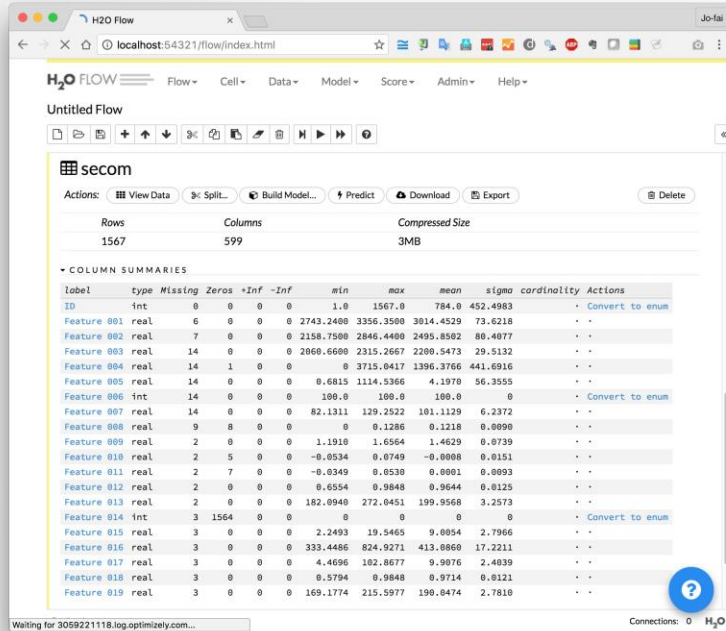 H2O Flow
Jo-fai
localhost:54321/flow/index.html
H2O FLOW Flow Cell Data Model Score Admin Help
Untitled Flow
secom
Actions: View Data Split... Build Model... Predict Download Export Delete
Rows Columns Compressed Size
1567 599 3MB
COLUMN SUMMARIES
label type Missing Zeros +Inf -Inf min max mean sigma cardinality Actions
ID int 0 0 0 0 1.0 1567.0 784.0 452.4983 · Convert to enum
Feature 001 real 6 0 0 0 2743.2400 3356.3500 3014.4529 73.6218 · ·
Feature 002 real 7 0 0 0 2158.7500 2846.4400 2495.8502 80.4077 · ·
Feature 003 real 14 0 0 0 2060.6600 2315.2667 2200.5473 29.5132 · ·
Feature 004 real 14 1 0 0 0 3715.0417 1396.3766 441.6916 · ·
Feature 005 real 14 0 0 0 0.6815 1114.5366 4.1970 56.3555 · ·
Feature 006 int 14 0 0 0 100.0 100.0 100.0 0 · Convert to enum
Feature 007 real 14 0 0 0 82.1311 129.2522 101.1129 6.2372 · ·
Feature 008 real 9 8 0 0 0 0.1286 0.1218 0.0090 · ·
Feature 009 real 2 0 0 0 1.1910 1.6564 1.4629 0.0739 · ·
Feature 010 real 2 5 0 0 -0.0534 0.0749 -0.0008 0.0151 · ·
Feature 011 real 2 7 0 0 -0.0349 0.0530 0.0001 0.0093 · ·
Feature 012 real 2 0 0 0 0.6554 0.9848 0.9644 0.0125 · ·
Feature 013 real 2 0 0 0 182.0940 272.0451 199.9568 3.2573 · ·
Feature 014 int 3 1564 0 0 0 0 0 0 · Convert to enum
Feature 015 real 3 0 0 0 2.2493 19.5465 9.0054 2.7966 · ·
Feature 016 real 3 0 0 0 333.4486 824.9271 413.0860 17.2211 · ·
Feature 017 real 3 0 0 0 4.4696 102.8677 9.9076 2.4039 · ·
Feature 018 real 3 0 0 0 0.5794 0.9848 0.9714 0.0121 · ·
Feature 019 real 3 0 0 0 169.1774 215.5977 190.0474 2.7810 · ·
Waiting for 3059221118.log.optimizely.com...
Connections: 0 H2O